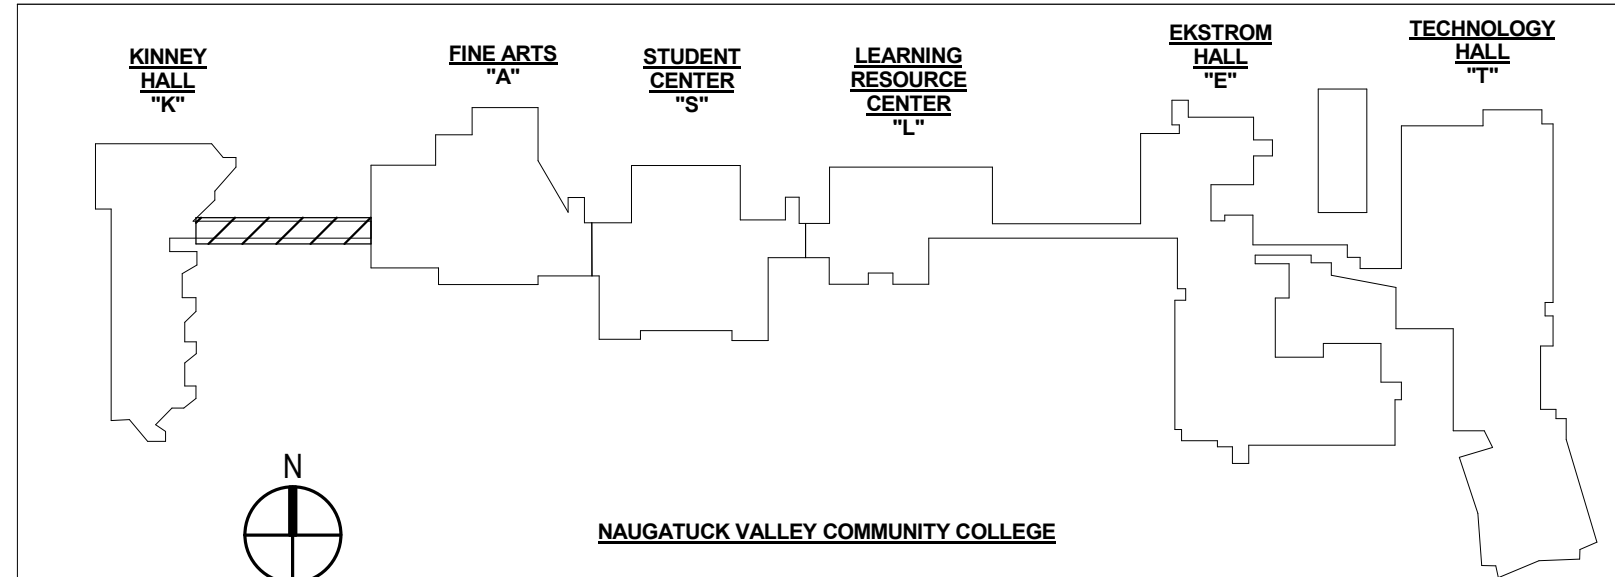 KINNEY
HALL
"K"
FINE ARTS
"A"
STUDENT
CENTER
"S"
LEARNING
RESOURCE
CENTER
"L"
EKSTROM
HALL
"E"
TECHNOLOGY
HALL
"T"
N
NAUGATUCK VALLEY COMMUNITY COLLEGE